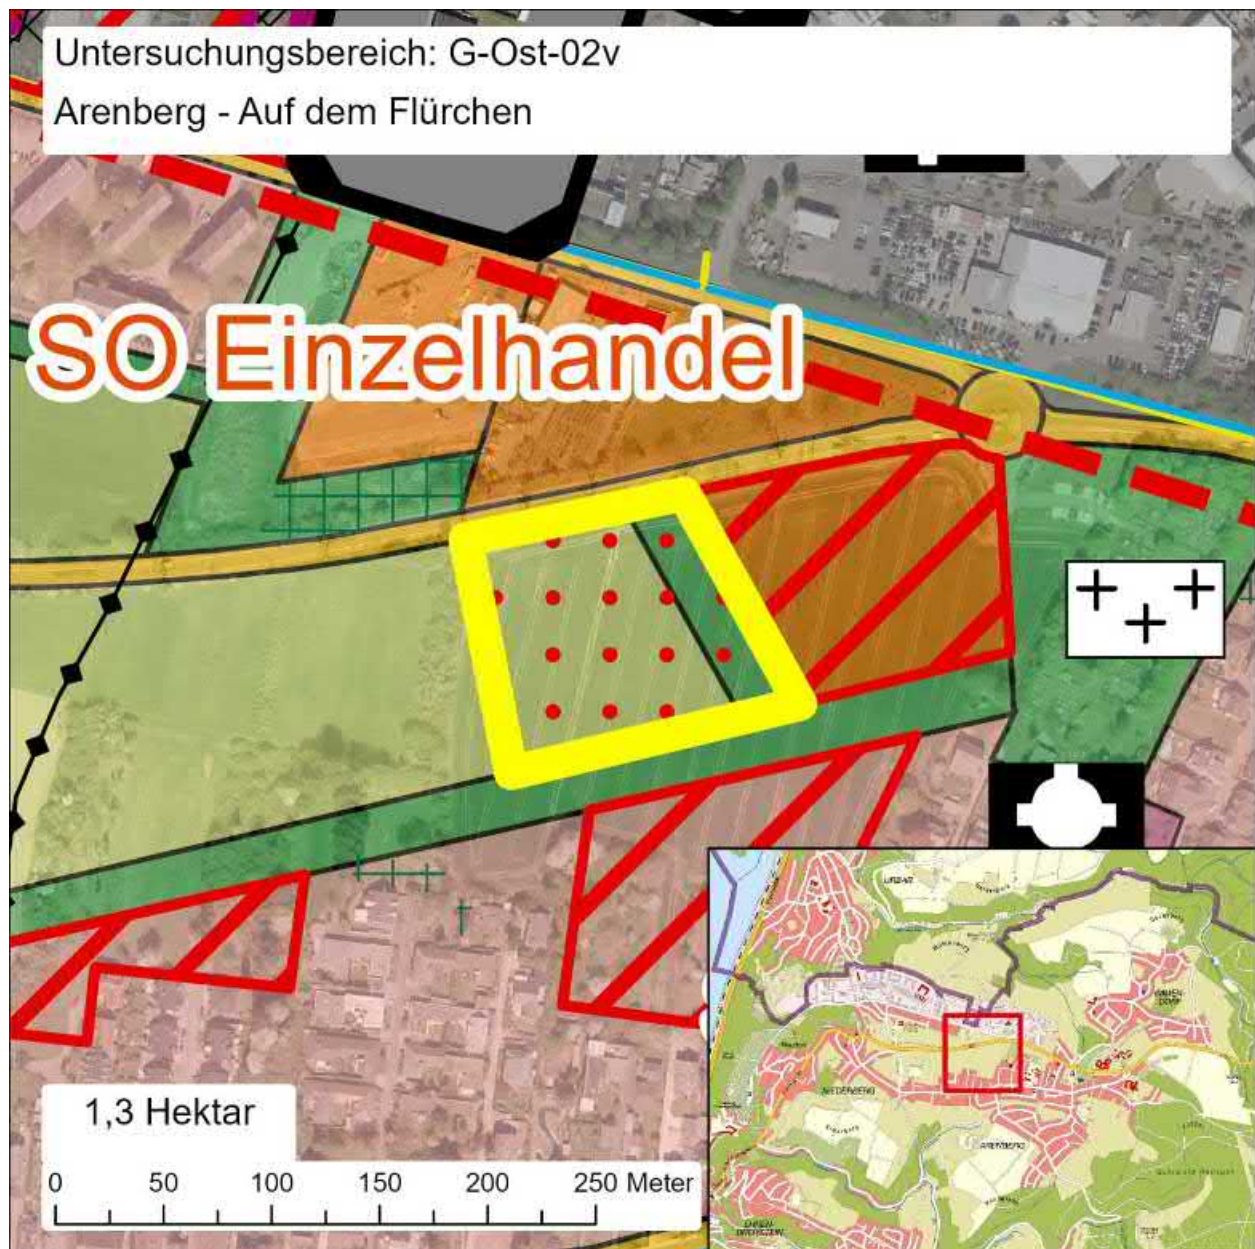 Untersuchungsbereich: G-Ost-02v
Arenberg - Auf dem Flürchen
SO Einzelhandel
1,3 Hektar
0 50 100 150 200 250 Meter
URBAR
NIEDERBERG
ARENBERG